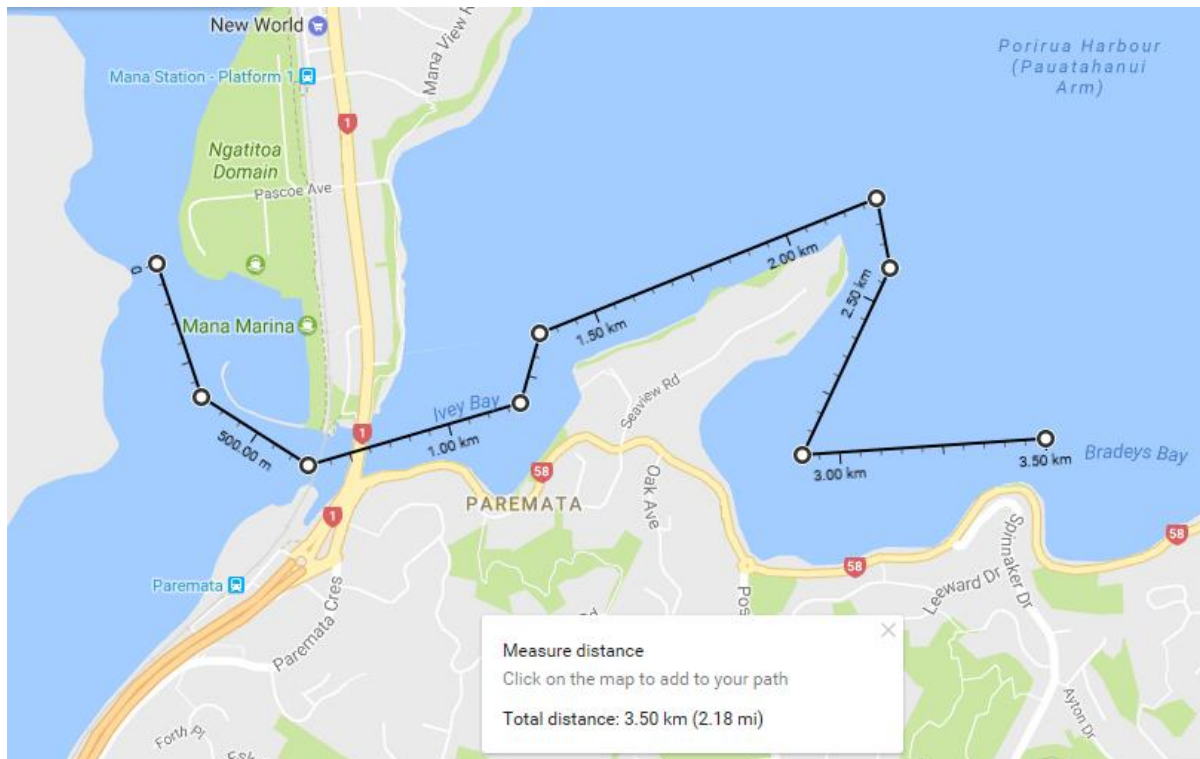 New World
Mana Station - Platform 1
Mana View R
Porirua Harbour
(Pauatahanui
Arm)
1
Ngatitoa
Domain
Pascoe Ave
0
2.00 km
2.50 km
Mana Marina
1.50 km
Seaview Rd
Ivey Bay
1
500.00 m
1.00 km
3.00 km
3.50 km
Bradeys Bay
58
PAREMATA
Oak Ave
1
58
58
Spinnaker Dr
Paremata
Paremata Cres
Leeward Dr
Pos
Rd
Measure distance
Click on the map to add to your path
Total distance: 3.50 km (2.18 mi)
Ayton Dr
Forth Pl